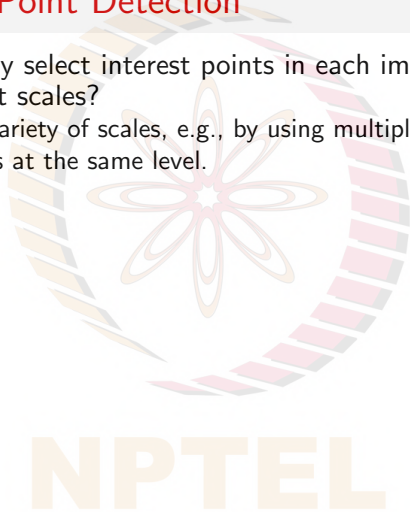 Point Detection
y select interest points in each im
t scales?
ariety of scales, e.g., by using multipl
s at the same level.
NPTEL